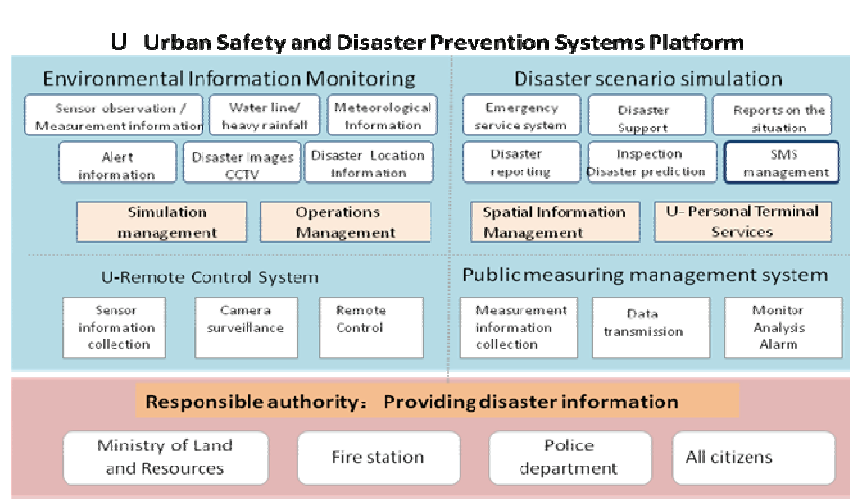 U Urban Safety and Disaster Prevention Systems Platform
Environmental Information Monitoring
Sensor observation /
Measurement information
Water line/
heavy rainfall
Meteorological
Information
Alert
information
Disaster Images
CCTV
Disaster Location
Information
Simulation
management
Operations
Management
Disaster scenario simulation
Emergency
service system
Disaster
Support
Reports on the
situation
Disaster
reporting
Inspection
Disaster prediction
SMS
management
Spatial Information
Management
U- Personal Terminal
Services
U-Remote Control System
Sensor
information
collection
Camera
surveillance
Remote
Control
Public measuring management system
Measurement
information
collection
Data
transmission
Monitor
Analysis
Alarm
Responsible authority: Providing disaster information
Ministry of Land
and Resources
Fire station
Police
department
All citizens